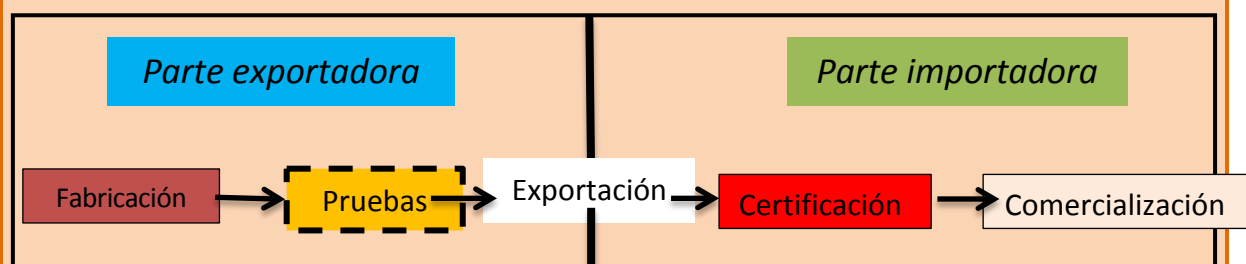 Parte exportadora
Parte importadora
Fabricación
Pruebas
Exportación
Certificación
Comercialización